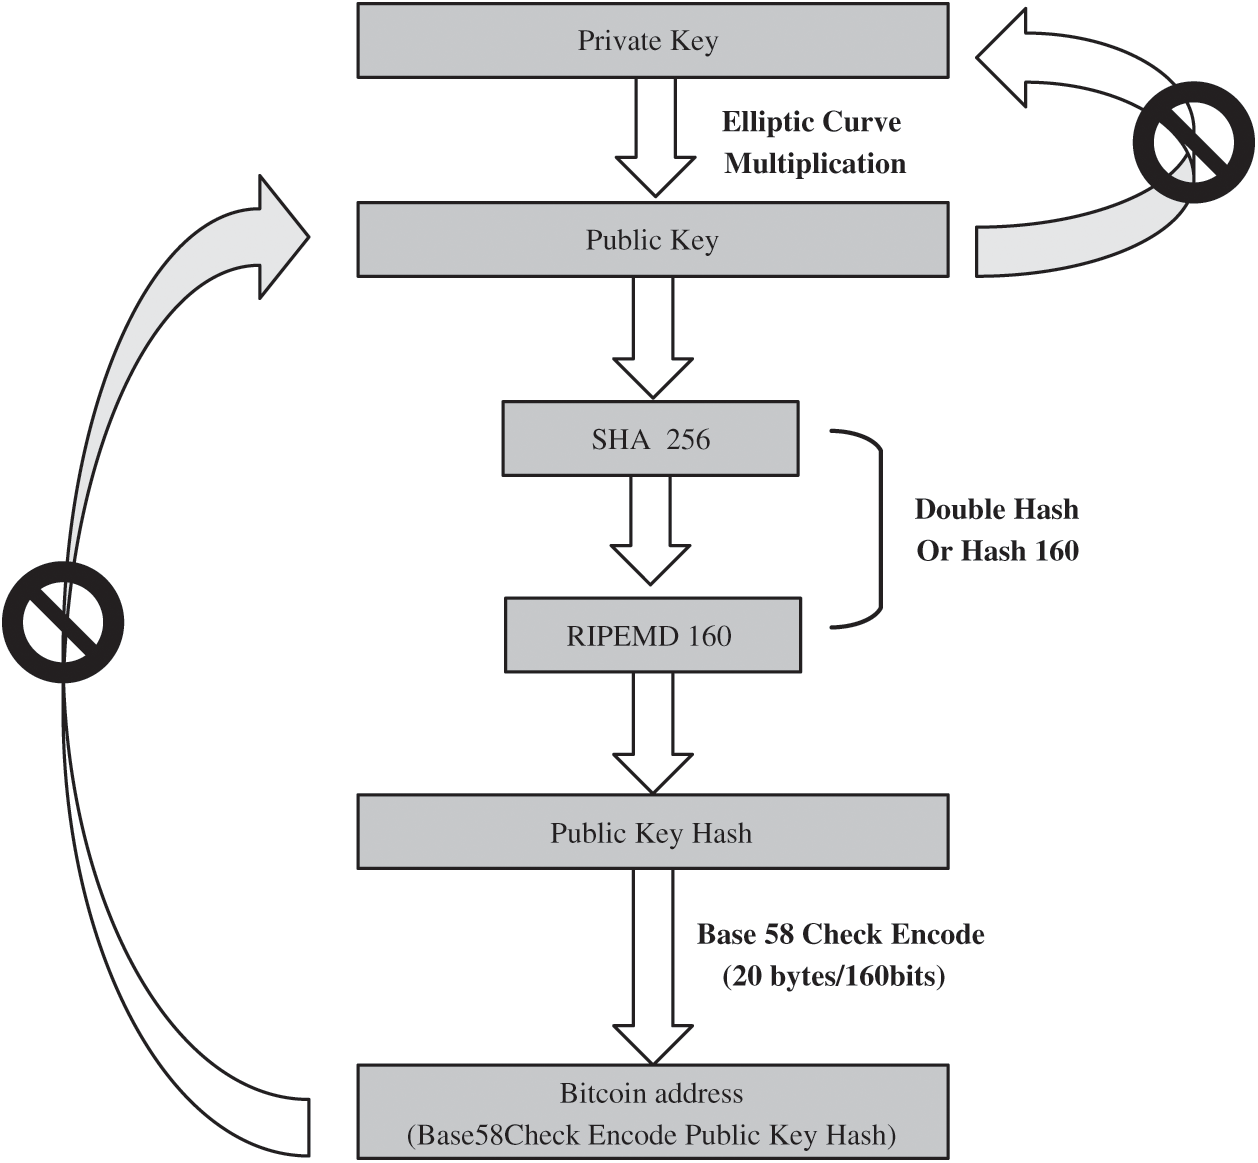 Private Key
Elliptic Curve
Multiplication
Public Key
SHA 256
Double Hash
Or Hash 160
RIPEMD 160
Public Key Hash
Base 58 Check Encode
(20 bytes/160bits)
Bitcoin address
(Base58Check Encode Public Key Hash)